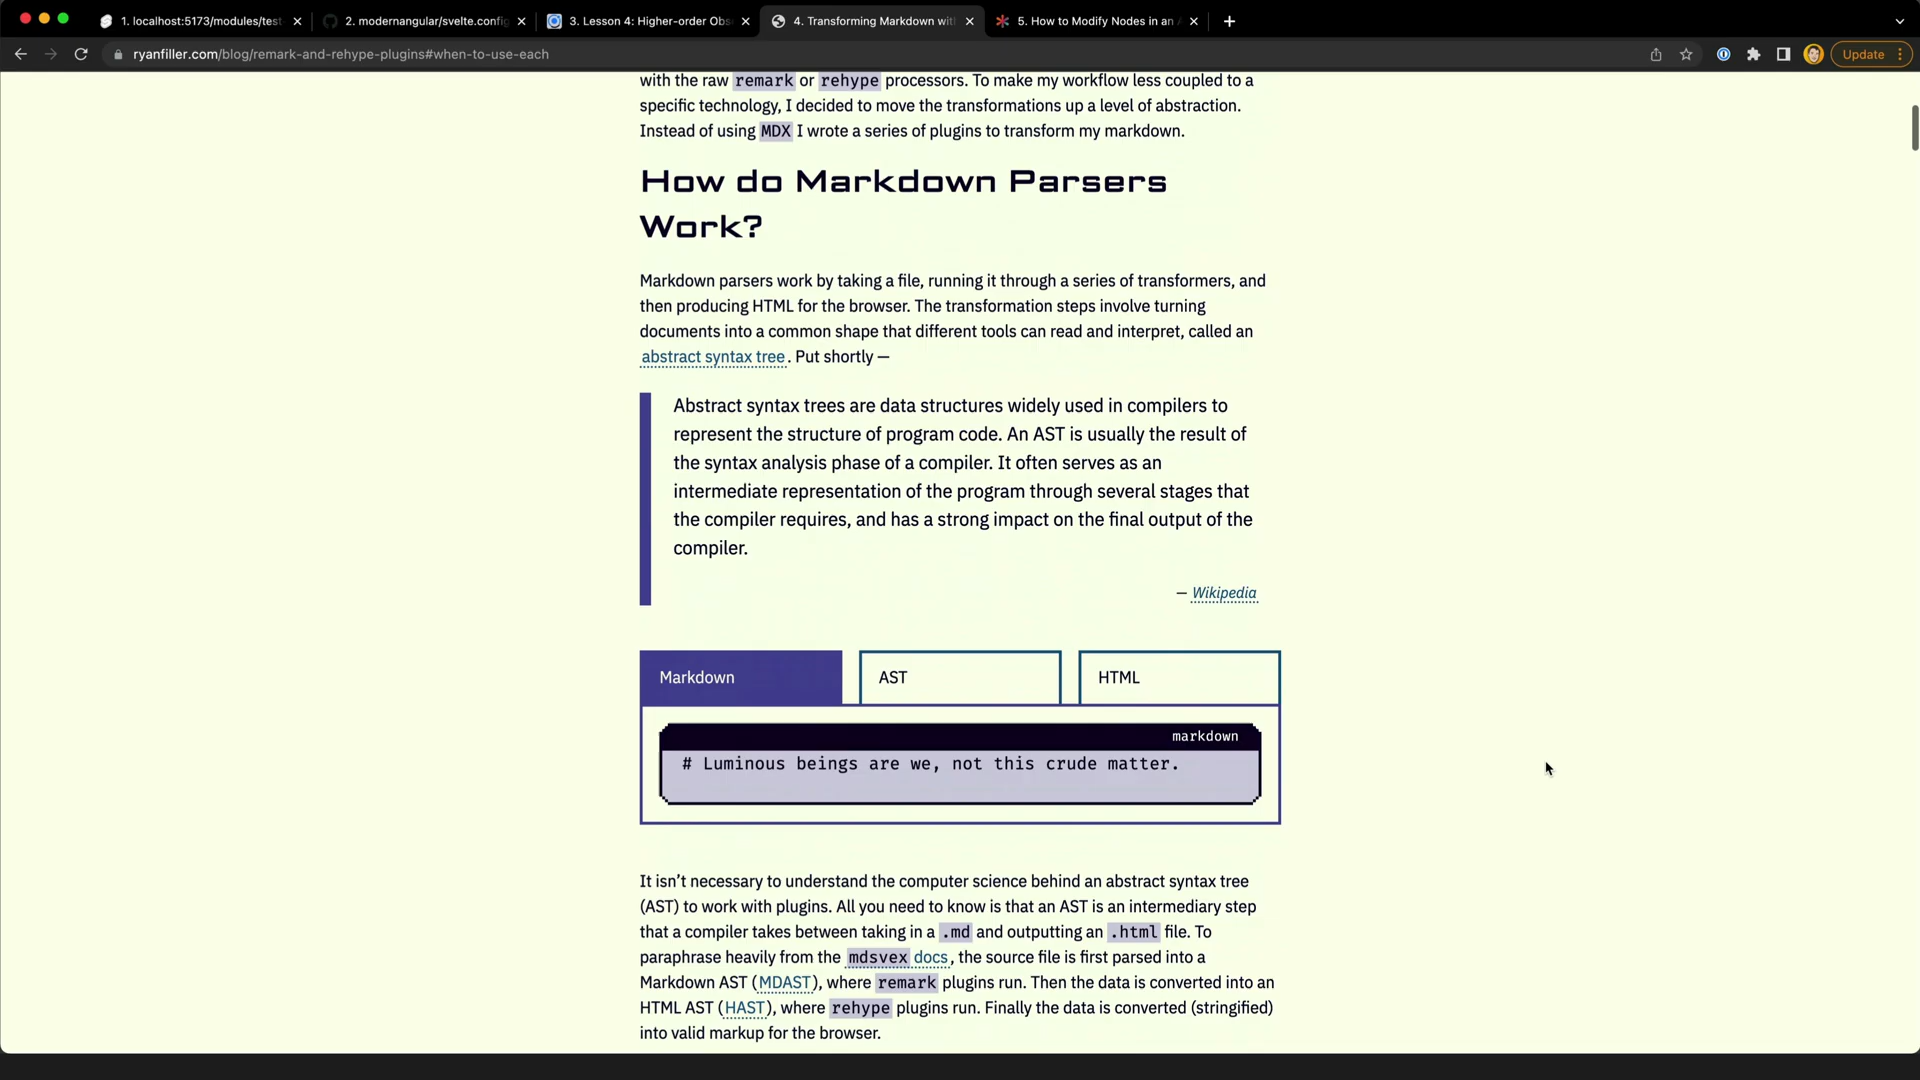 1. localhost:5173/modules/test
2. modernangular/svelte.config
3. Lesson 4: Higher-order Obs
4. Transforming Markdown with
5. How to Modify Nodes in an
ryanfiller.com/blog/remark-and-rehype-plugins#when-to-use-each
Update
with the raw remark or rehype processors. To make my workflow less coupled to a
specific technology, I decided to move the transformations up a level of abstraction.
Instead of using MDX I wrote a series of plugins to transform my markdown.
How do Markdown Parsers
Work?
Markdown parsers work by taking a file, running it through a series of transformers, and
then producing HTML for the browser. The transformation steps involve turning
documents into a common shape that different tools can read and interpret, called an
abstract syntax tree. Put shortly —
Abstract syntax trees are data structures widely used in compilers to
represent the structure of program code. An AST is usually the result of
the syntax analysis phase of a compiler. It often serves as an
intermediate representation of the program through several stages that
the compiler requires, and has a strong impact on the final output of the
compiler.
— Wikipedia
Markdown
AST
HTML
markdown
# Luminous beings are we, not this crude matter.
It isn't necessary to understand the computer science behind an abstract syntax tree
(AST) to work with plugins. All you need to know is that an AST is an intermediary step
that a compiler takes between taking in a .md and outputting an .html file. To
paraphrase heavily from the mdsvex docs, the source file is first parsed into a
Markdown AST (MDAST), where remark plugins run. Then the data is converted into an
HTML AST (HAST), where rehype plugins run. Finally the data is converted (stringified)
into valid markup for the browser.